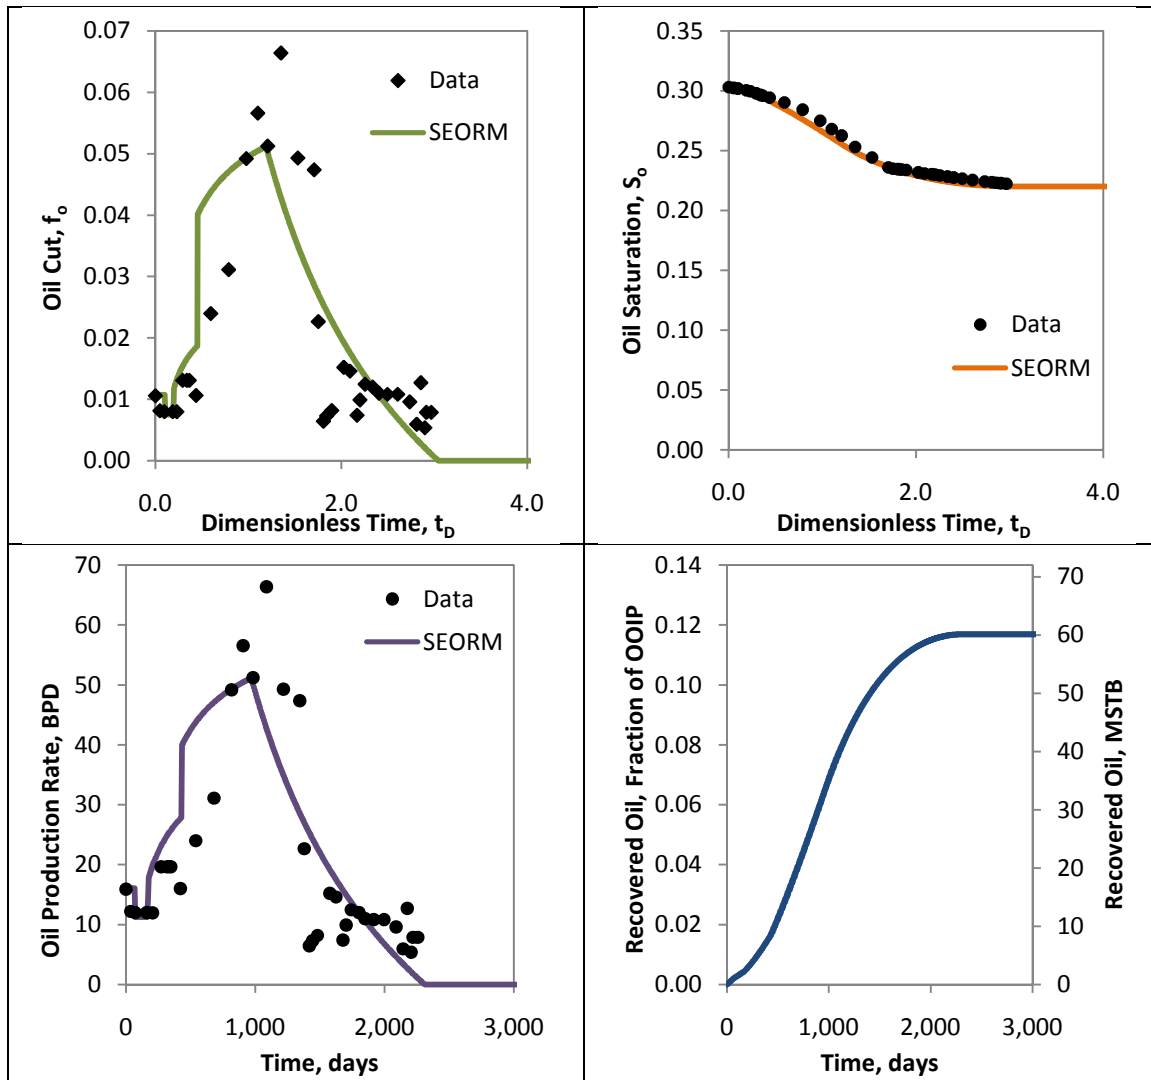 0.07
0.06
0.05
0.04
0.03
0.02
0.01
0.00
Oil Cut, fo
Data
SEORM
0.0 2.0 4.0
Dimensionless Time, tD
0.35
0.30
0.25
0.20
0.15
0.10
0.05
0.00
Oil Saturation, So
Data
SEORM
0.0 2.0 4.0
Dimensionless Time, tD
70
60
50
40
30
20
10
0
Oil Production Rate, BPD
Data
SEORM
0 1,000 2,000 3,000
Time, days
0.14
0.12
0.10
0.08
0.06
0.04
0.02
0.00
Recovered Oil, Fraction of OOIP
70
60
50
40
30
20
10
0
Recovered Oil, MSTB
0 1,000 2,000 3,000
Time, days